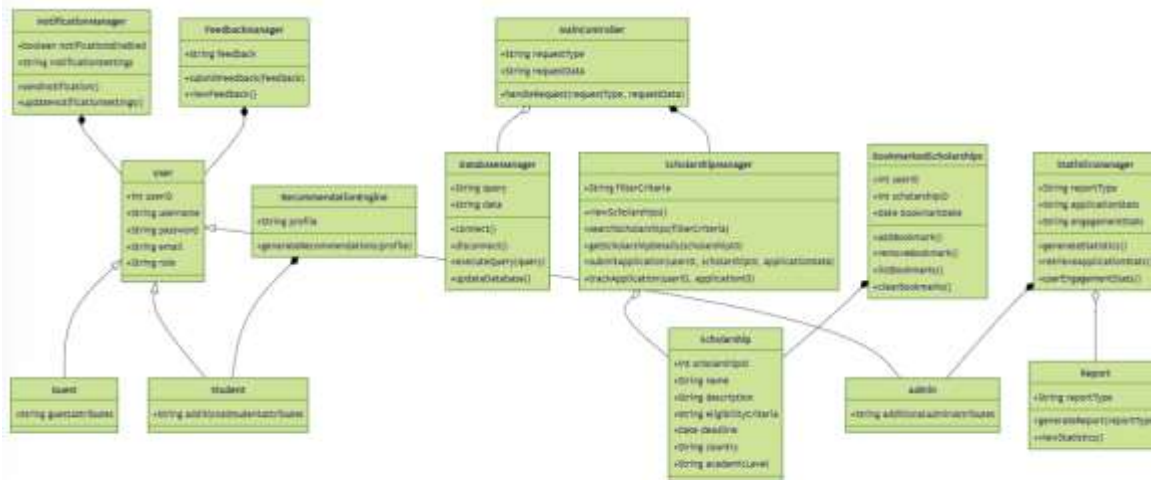 NotificationManager
+boolean notificationsEnabled
+String notificationSettings
+sendNotification()
+updateNotificationSettings()
FeedbackManager
+String feedback
+submitFeedback(feedback)
+viewFeedback()
MainController
+String requestType
+String requestData
+handleRequest(requestType, requestData)
User
+int userID
+String username
+String password
+String email
+String role
RecommendationEngine
+String profile
+generateRecommendations(profile)
DatabaseManager
+String query
+String data
+connect()
+disconnect()
+executeQuery(query)
+updateDatabase()
ScholarshipManager
+String filterCriteria
+viewScholarships()
+searchScholarships(filterCriteria)
+getScholarshipDetails(scholarshipID)
+submitApplication(userID, scholarshipID, applicationData)
+trackApplication(userID, applicationID)
BookmarkedScholarships
+int userID
+int scholarshipID
+Date bookmarkDate
+addBookmark()
+removeBookmark()
+listBookmarks()
+clearBookmarks()
StatisticsManager
+String reportType
+String applicationStats
+String engagementStats
+generateStatistics()
+retrieveApplicationStats()
+userEngagementStats()
Guest
+String guestAttributes
Student
+String additionalStudentAttributes
Scholarship
+int scholarshipID
+String name
+String description
+String eligibilityCriteria
+Date deadline
+String country
+String academicLevel
Admin
+String additionalAdminAttributes
Report
+String reportType
+generateReport(reportType)
+viewStatistics()